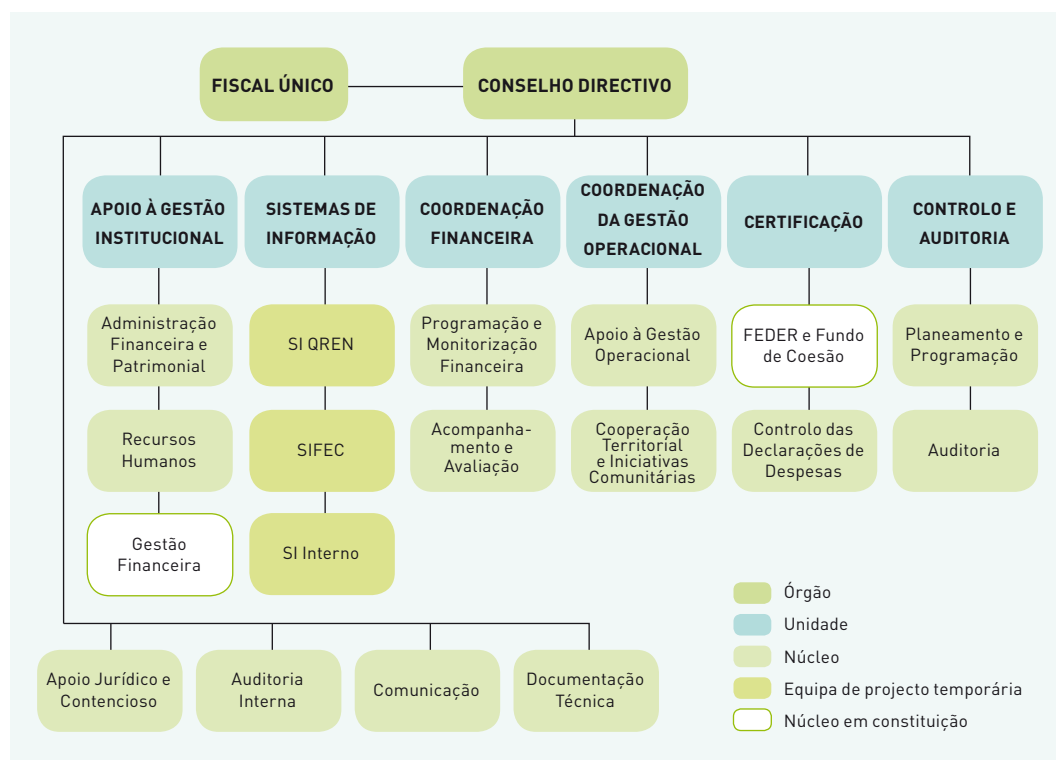 FISCAL ÚNICO
CONSELHO DIRECTIVO
APOIO À GESTÃO
INSTITUCIONAL
SISTEMAS DE
INFORMAÇÃO
COORDENAÇÃO
FINANCEIRA
COORDENAÇÃO
DA GESTÃO
OPERACIONAL
CERTIFICAÇÃO
CONTROLO E
AUDITORIA
Administração
Financeira e
Patrimonial
SI QREN
Programação e
Monitorização
Financeira
Apoio à Gestão
Operacional
FEDER e Fundo
de Coesão
Planeamento e
Programação
Recursos
Humanos
SIFEC
Acompanha-
mento e
Avaliação
Cooperação
Territorial
e Iniciativas
Comunitárias
Controlo das
Declarações de
Despesas
Auditoria
Gestão
Financeira
SI Interno
Apoio Jurídico e
Contencioso
Auditoria
Interna
Comunicação
Documentação
Técnica
Órgão
Unidade
Núcleo
Equipa de projecto temporária
Núcleo em constituição